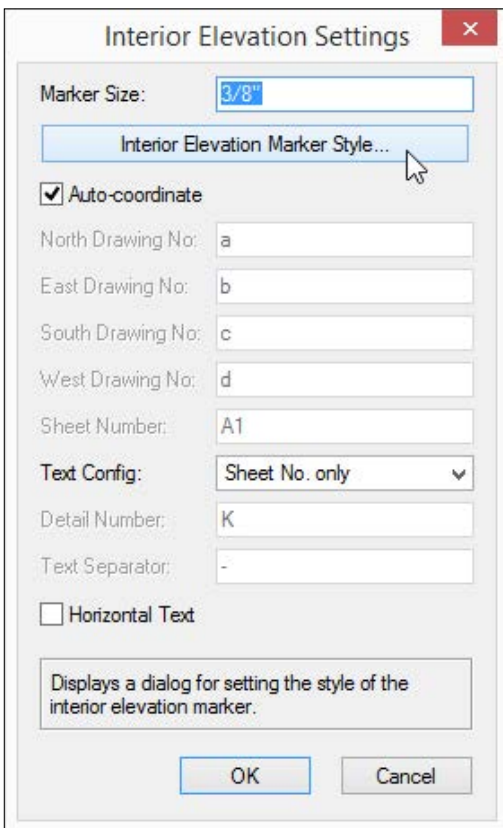 Interior Elevation Settings
Marker Size: 3/8"
Interior Elevation Marker Style...
Auto-coordinate
North Drawing No: a
East Drawing No: b
South Drawing No: c
West Drawing No: d
Sheet Number: A1
Text Config: Sheet No. only
Detail Number: K
Text Separator: -
Horizontal Text
Displays a dialog for setting the style of the
interior elevation marker.
OK Cancel